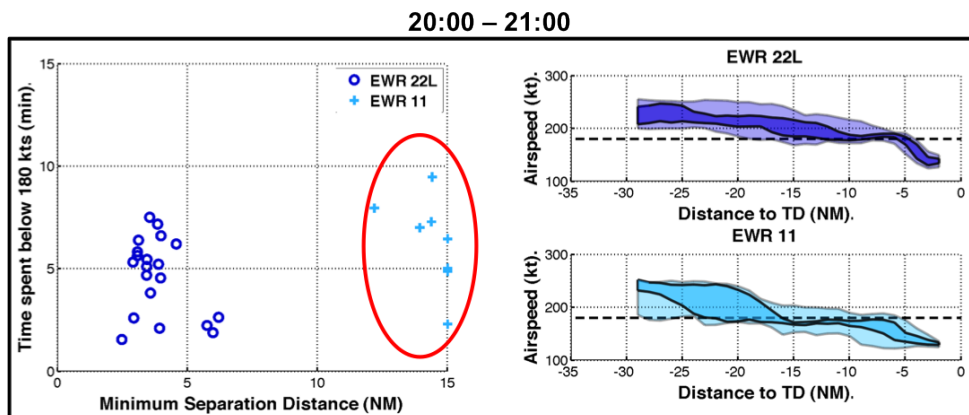 20:00 – 21:00
Time spent below 180 kts (min).
15
10
5
0
EWR 22L
EWR 11
0
5
10
15
Minimum Separation Distance (NM)
EWR 22L
Airspeed (kt).
300
200
100
-35
-30
-25
-20
-15
-10
-5
0
Distance to TD (NM).
EWR 11
Airspeed (kt).
300
200
100
-35
-30
-25
-20
-15
-10
-5
0
Distance to TD (NM).